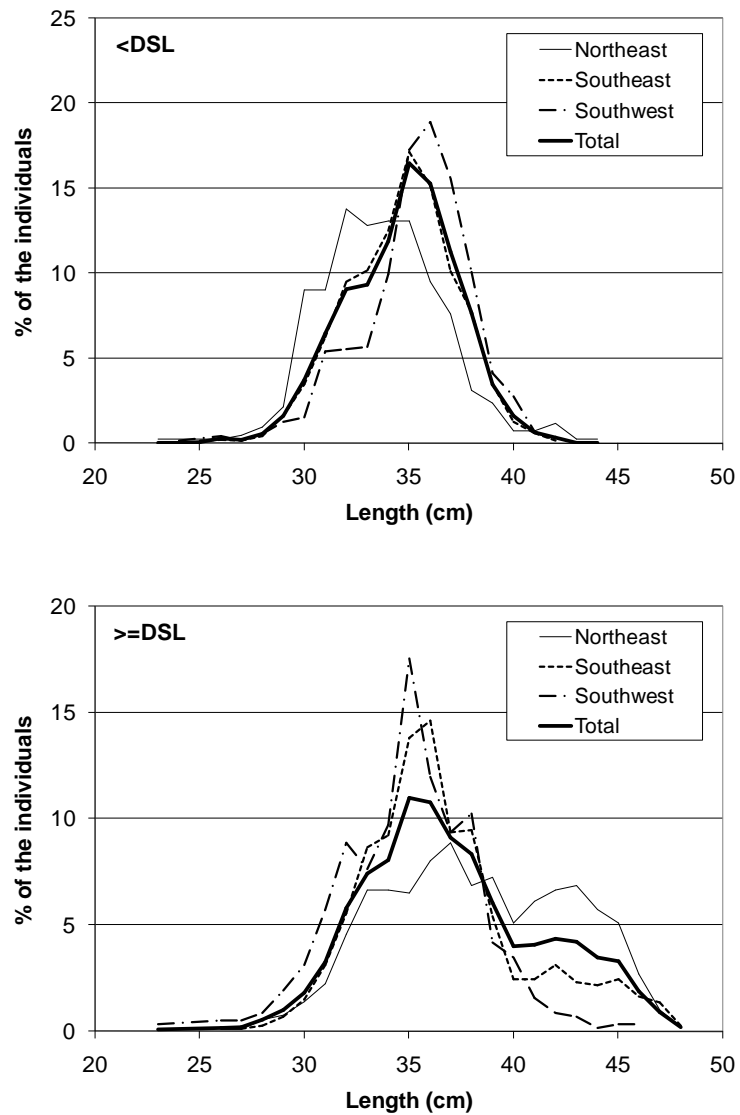 25
<DSL
Northeast
Southeast
20
Southwest
Total
15
% of the individuals
10
5
0
20 25 30 35 40 45 50
Length (cm)
20
>=DSL
Northeast
Southeast
Southwest
15
Total
% of the individuals
10
5
0
20 25 30 35 40 45 50
Length (cm)